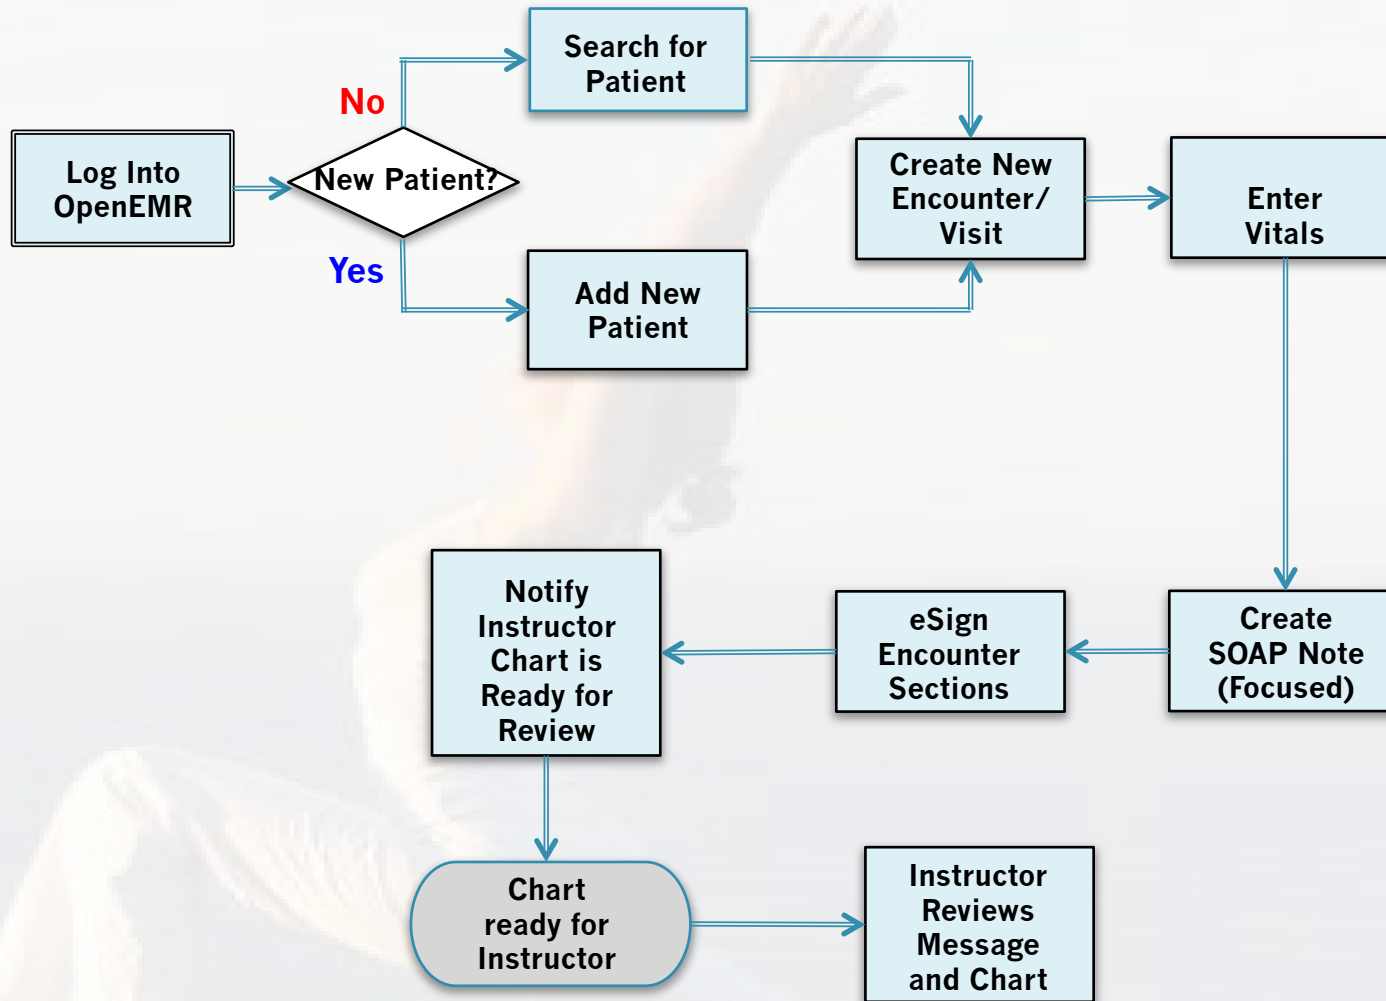 Search for
Patient
No
Log Into
OpenEMR
New Patient?
Create New
Encounter/
Visit
Enter
Vitals
Yes
Add New
Patient
Notify
Instructor
Chart is
Ready for
Review
eSign
Encounter
Sections
Create
SOAP Note
(Focused)
Chart
ready for
Instructor
Instructor
Reviews
Message
and Chart